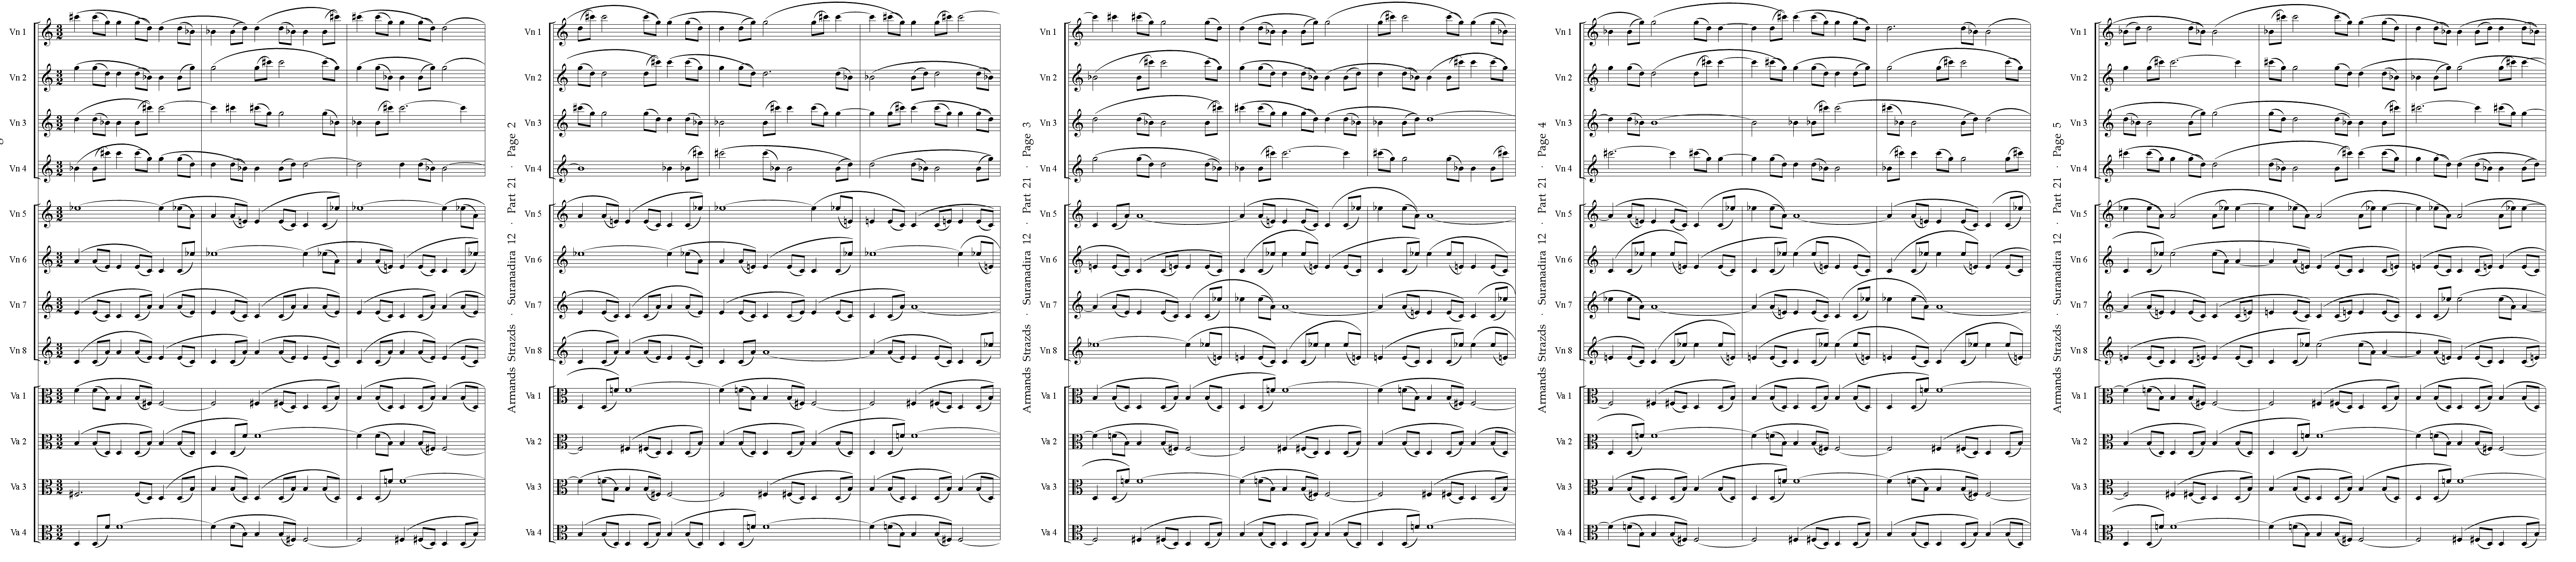 Vn 1
Vn 2
Vn 3
Vn 4
Vn 5
Vn 6
Vn 7
Vn 8
Va 1
Va 2
Va 3
Va 4
Armands Strazds · Suranadira 12 · Part 21 · Page 2
Vn 1
Vn 2
Vn 3
Vn 4
Vn 5
Vn 6
Vn 7
Vn 8
Va 1
Va 2
Va 3
Va 4
Armands Strazds · Suranadira 12 · Part 21 · Page 3
Vn 1
Vn 2
Vn 3
Vn 4
Vn 5
Vn 6
Vn 7
Vn 8
Va 1
Va 2
Va 3
Va 4
Armands Strazds · Suranadira 12 · Part 21 · Page 4
Vn 1
Vn 2
Vn 3
Vn 4
Vn 5
Vn 6
Vn 7
Vn 8
Va 1
Va 2
Va 3
Va 4
Armands Strazds · Suranadira 12 · Part 21 · Page 5
Vn 1
Vn 2
Vn 3
Vn 4
Vn 5
Vn 6
Vn 7
Vn 8
Va 1
Va 2
Va 3
Va 4